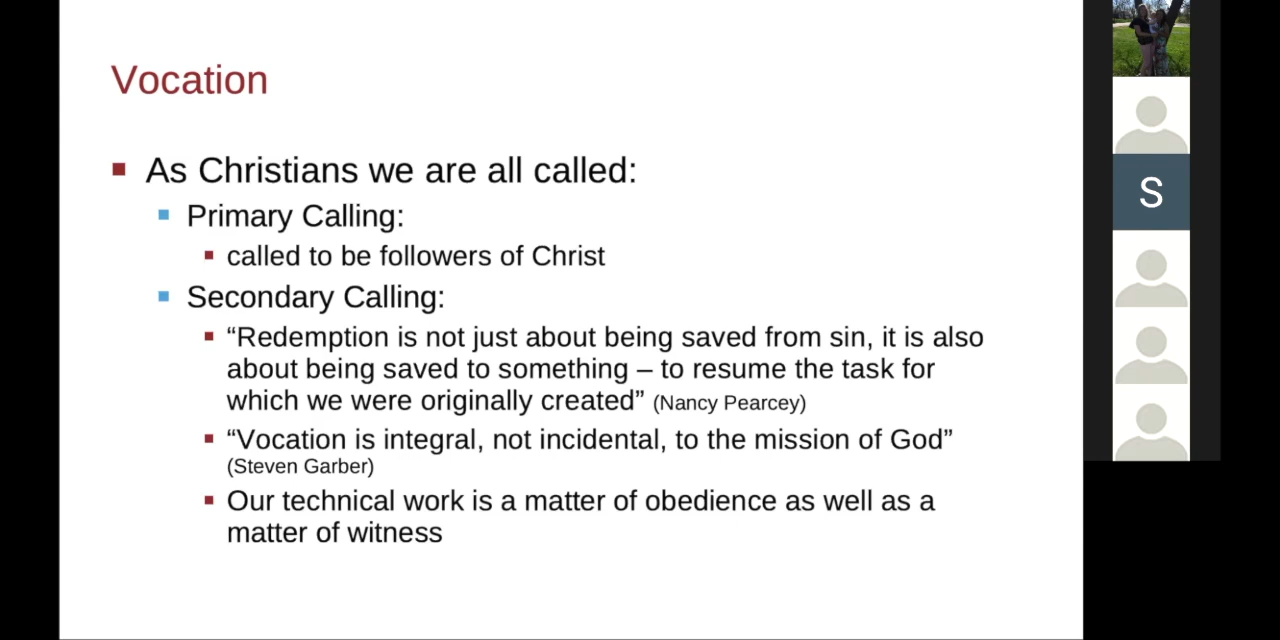 Vocation
As Christians we are all called:
Primary Calling:
called to be followers of Christ
Secondary Calling:
“Redemption is not just about being saved from sin, it is also
about being saved to something – to resume the task for
which we were originally created” (Nancy Pearcey)
“Vocation is integral, not incidental, to the mission of God”
(Steven Garber)
Our technical work is a matter of obedience as well as a
matter of witness
S